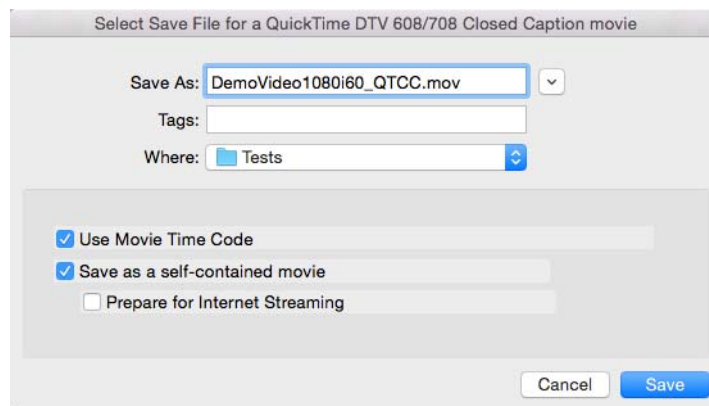 Select Save File for a QuickTime DTV 608/708 Closed Caption movie
Save As: DemoVideo1080i60_QTCC.mov
Tags:
Where: Tests
Use Movie Time Code
Save as a self-contained movie
Prepare for Internet Streaming
Cancel Save